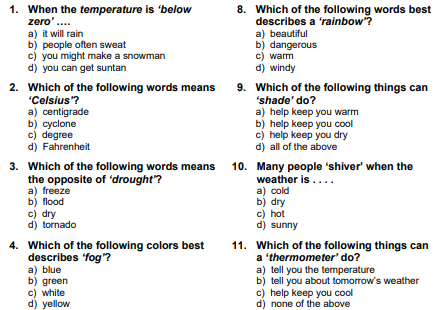 1. When the temperature is 'below
zero' ....
a) it will rain
b) people often sweat
c) you might make a snowman
d) you can get suntan
2. Which of the following words means
'Celsius'?
a) centigrade
b) cyclone
c) degree
d) Fahrenheit
3. Which of the following words means
the opposite of 'drought'?
a) freeze
b) flood
c) dry
d) tornado
4. Which of the following colors best
describes 'fog'?
a) blue
b) green
c) white
d) yellow
8. Which of the following words best
describes a 'rainbow'?
a) beautiful
b) dangerous
c) warm
d) windy
9. Which of the following things can
'shade' do?
a) help keep you warm
b) help keep you cool
c) help keep you dry
d) all of the above
10. Many people 'shiver' when the
weather is . . . .
a) cold
b) dry
c) hot
d) sunny
11. Which of the following things can
a 'thermometer' do?
a) tell you the temperature
b) tell you about tomorrow's weather
c) help keep you cool
d) none of the above